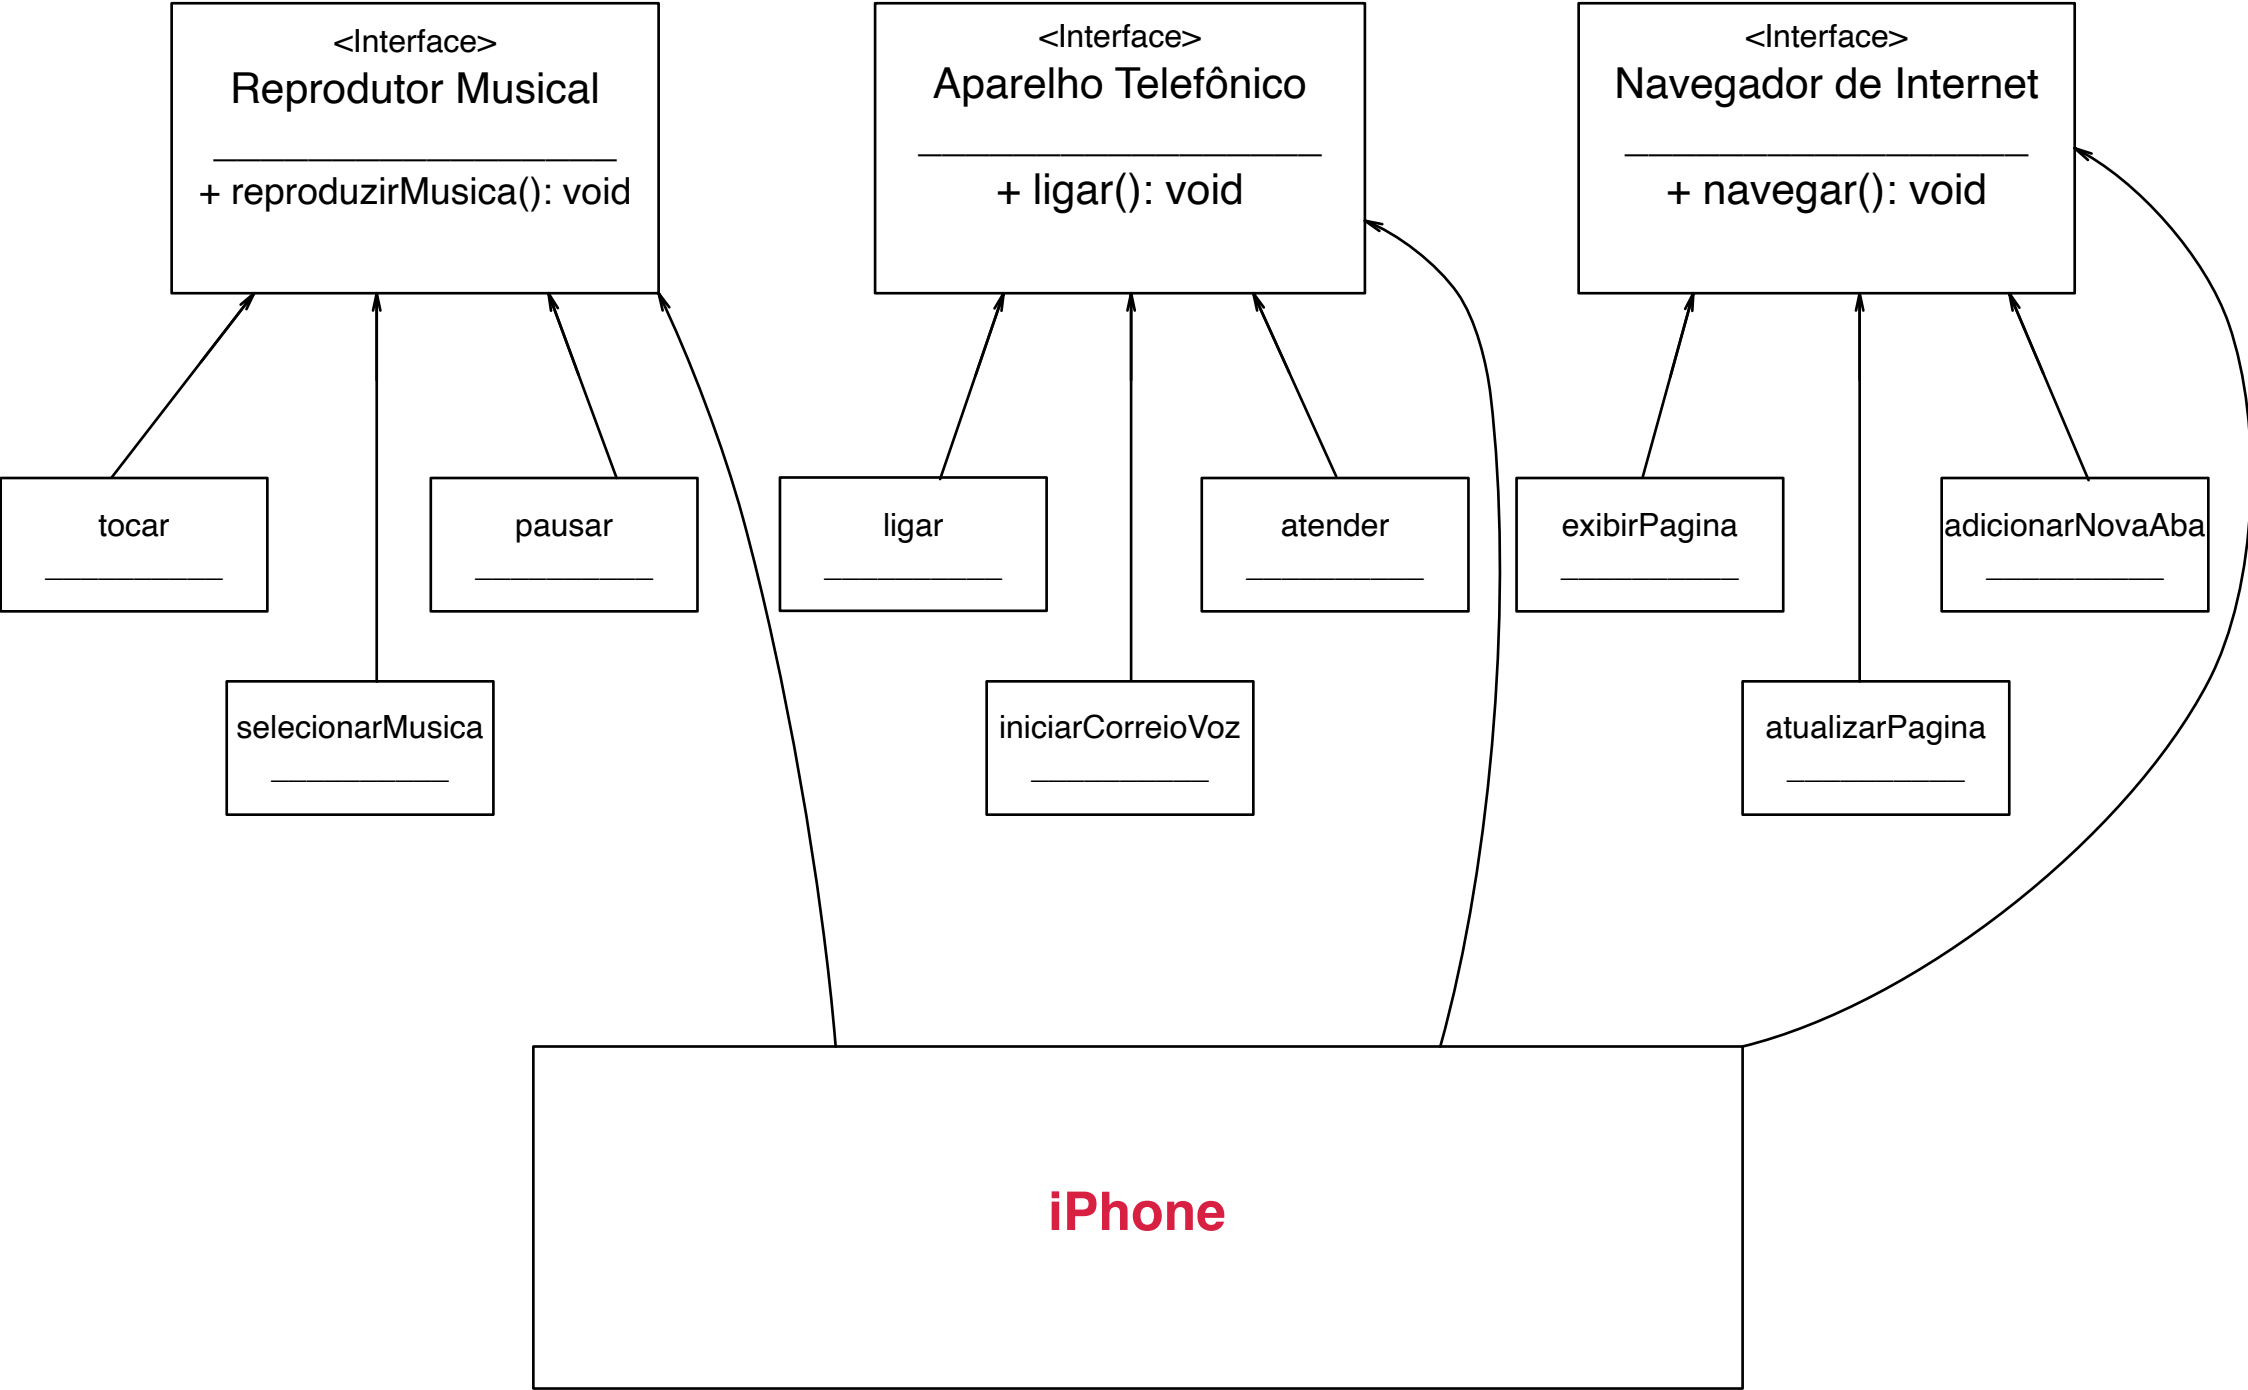 <Interface>
Reprodutor Musical
+ reproduzirMusica(): void
<Interface>
Aparelho Telefônico
+ ligar(): void
<Interface>
Navegador de Internet
+ navegar(): void
tocar
pausar
ligar
atender
exibirPagina
adicionarNovaAba
selecionarMusica
iniciarCorreioVoz
atualizarPagina
iPhone